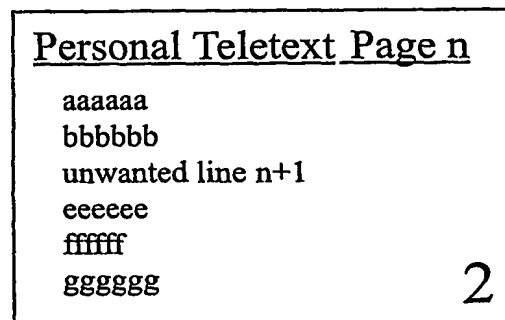 Personal Teletext Page n
aaaaaa
bbbbbb
unwanted line n+1
eeeeee
ffffff
gggggg
2